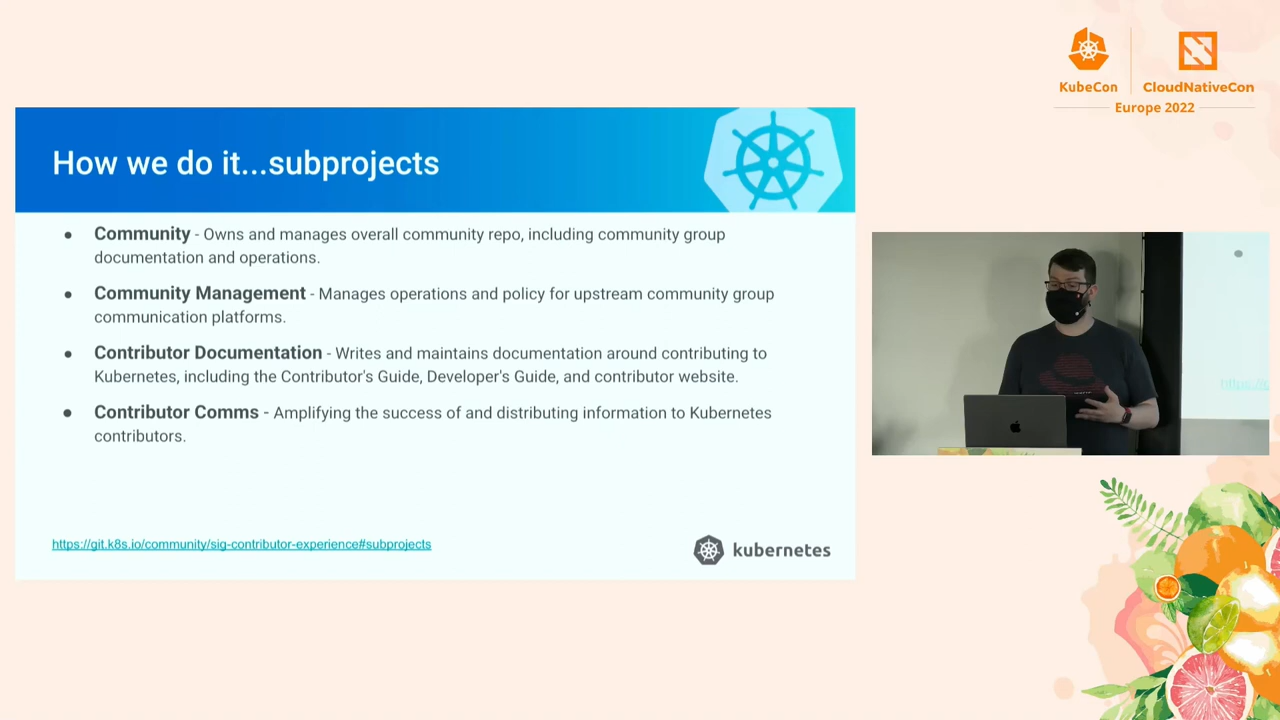 KubeCon
CloudNativeCon
Europe 2022
How we do it...subprojects
● Community - Owns and manages overall community repo, including community group
documentation and operations.
● Community Management - Manages operations and policy for upstream community group
communication platforms.
● Contributor Documentation - Writes and maintains documentation around contributing to
Kubernetes, including the Contributor's Guide, Developer's Guide, and contributor website.
● Contributor Comms - Amplifying the success of and distributing information to Kubernetes
contributors.
https://git.k8s.io/community/sig-contributor-experience#subprojects
kubernetes